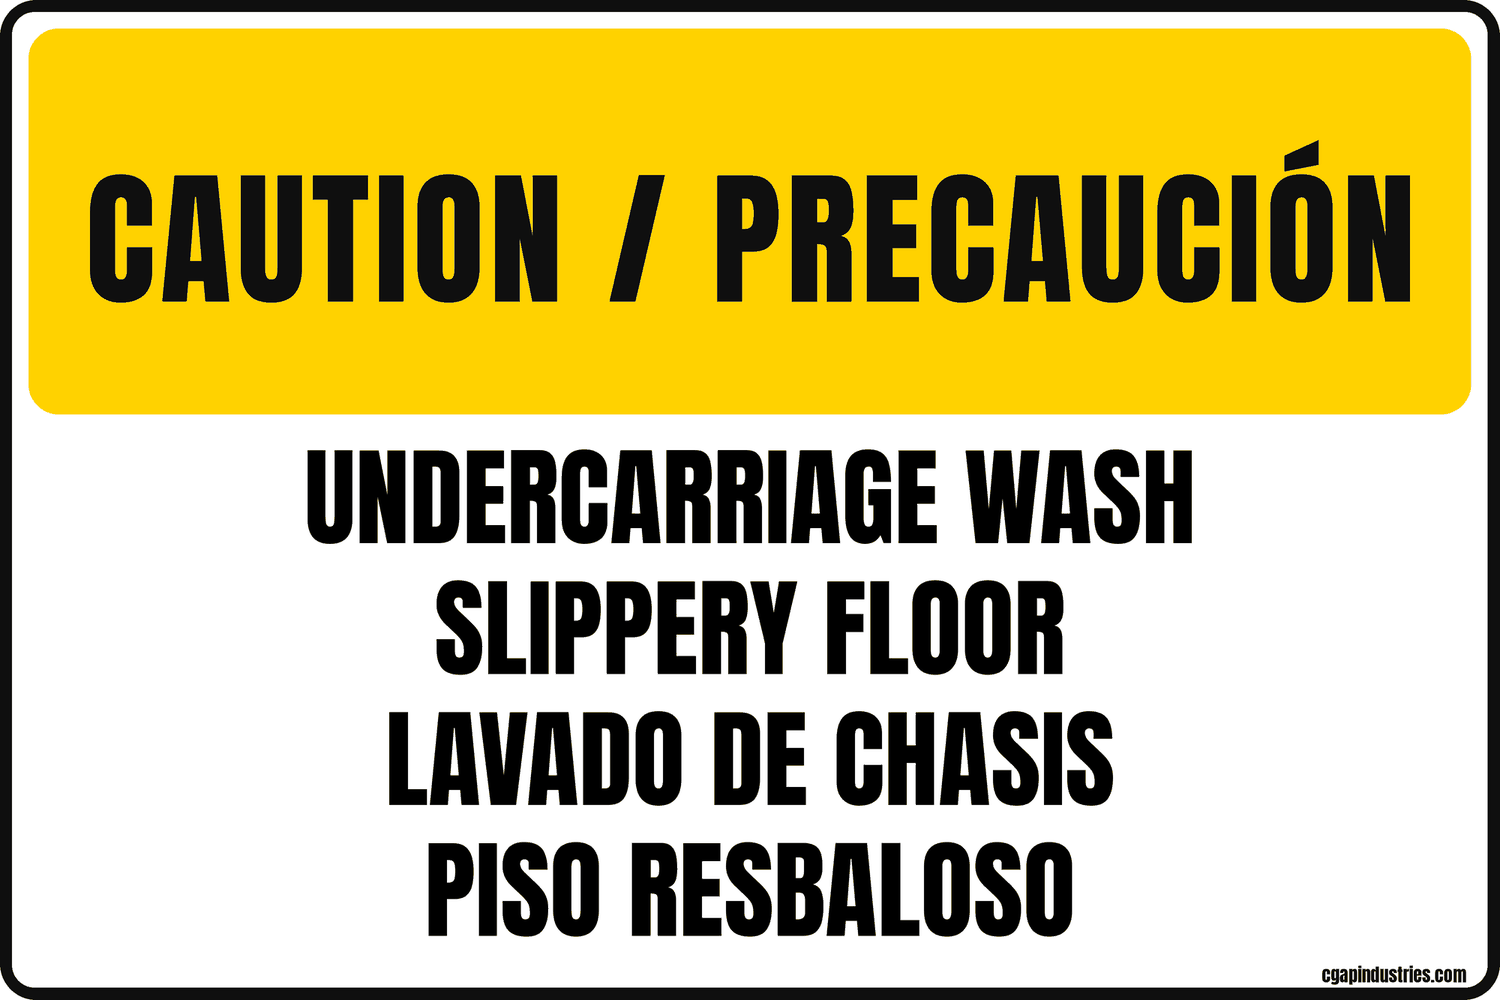 CAUTION / PRECAUCIÓN
UNDERCARRIAGE WASH
SLIPPERY FLOOR
LAVADO DE CHASIS
PISO RESBALOSO
cgapindustries.com